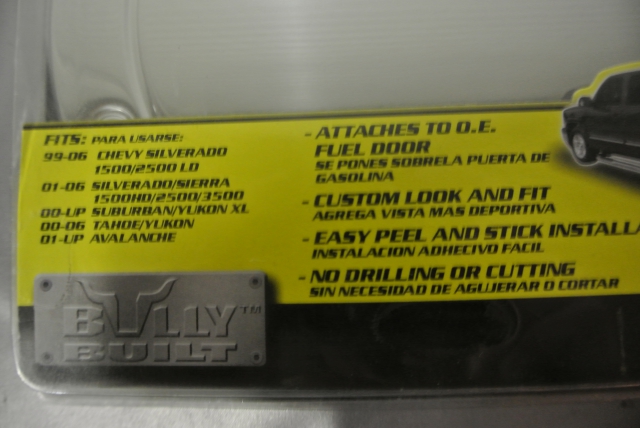 FITS: PARA USARSE:
99-06 CHEVY SILVERADO
1500/2500 LD
01-06 SILVERADO/SIERRA
1500HD/2500/3500
00-UP SUBURBAN/YUKON XL
00-06 TAHOE/YUKON
01-UP AVALANCHE
- ATTACHES TO O.E.
FUEL DOOR
SE PONES SOBRELA PUERTA DE
GASOLINA
- CUSTOM LOOK AND FIT
AGREGA VISTA MAS DEPORTIVA
- EASY PEEL AND STICK INSTALLA
INSTALACION ADHECIVO FACIL
- NO DRILLING OR CUTTING
SIN NECESIDAD DE AGUJERAR O CORTAR
BULLY™
BUILT